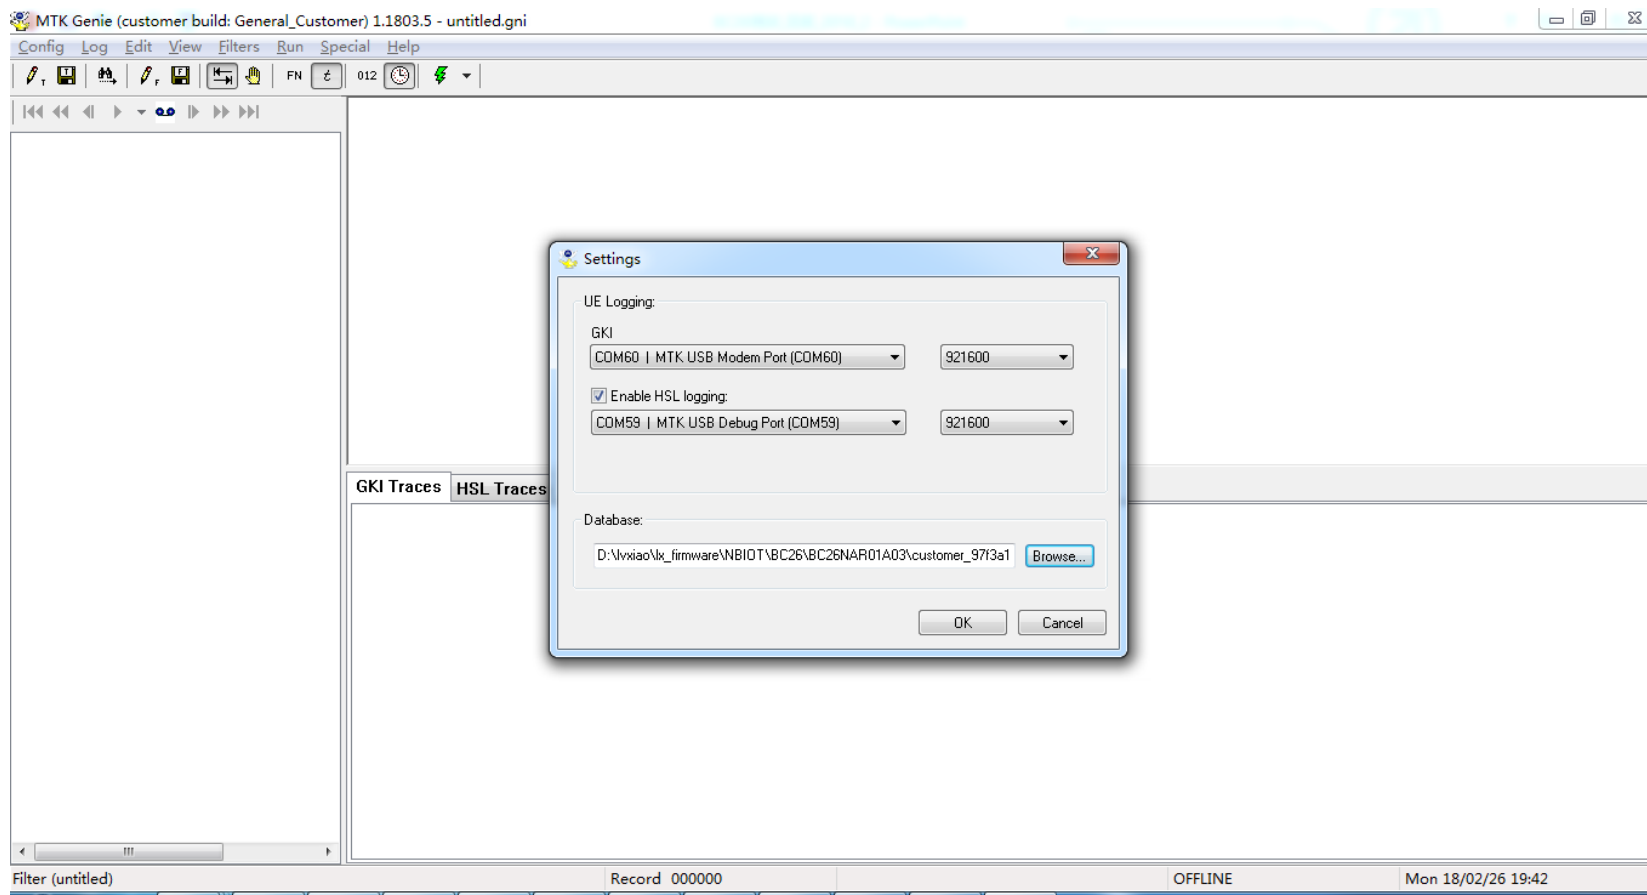 MTK Genie (customer build: General_Customer) 1.1803.5 - untitled.gni
Config Log Edit View Filters Run Special Help
T F FN t 012
Settings
UE Logging:
GKI
COM60 | MTK USB Modem Port (COM60) 921600
Enable HSL logging:
COM59 | MTK USB Debug Port (COM59) 921600
GKI Traces HSL Traces
Database:
D:\lvxiao\lx_firmware\NBIOT\BC26\BC26NAR01A03\customer_97f3a1 Browse...
OK Cancel
Filter (untitled) Record 000000 OFFLINE Mon 18/02/26 19:42